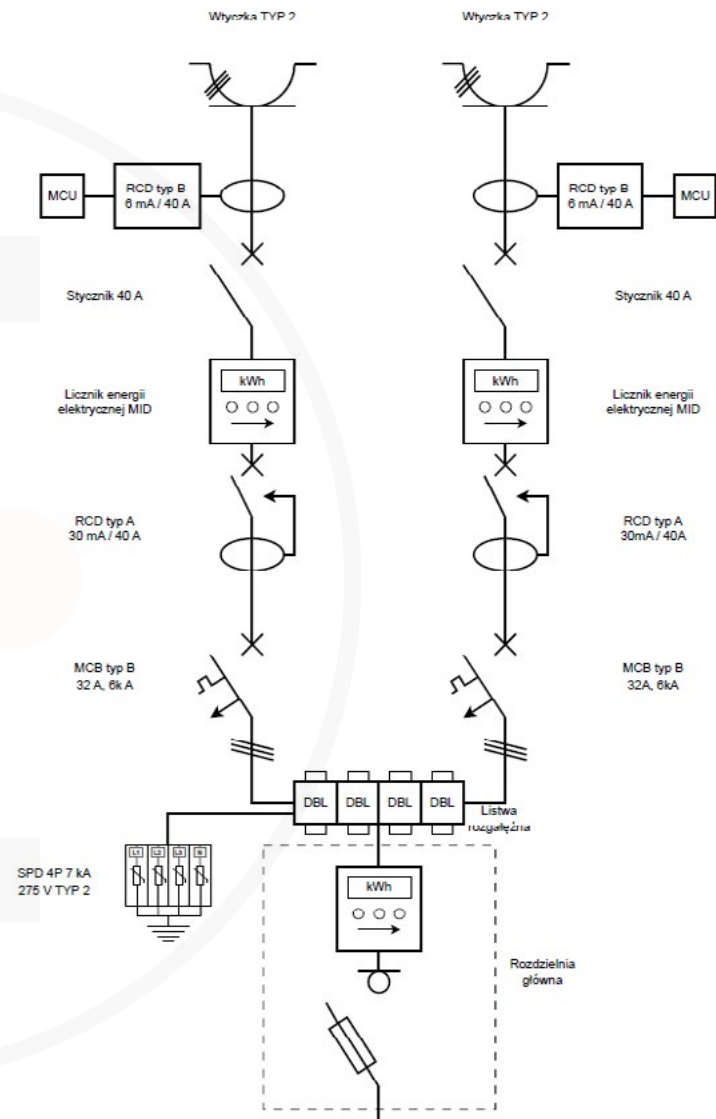 Wtyczka TYP 2
Wtyczka TYP 2
MCU
RCD typ B
6 mA / 40 A
RCD typ B
6 mA / 40 A
MCU
Stycznik 40 A
Stycznik 40 A
kWh
kWh
Licznik energii
elektrycznej MID
Licznik energii
elektrycznej MID
RCD typ A
30 mA / 40 A
RCD typ A
30mA / 40A
MCB typ B
32 A, 6k A
MCB typ B
32A, 6kA
DBL DBL DBL DBL
Listwa
rozgałęźna
L1 L2 L3 N
SPD 4P 7 kA
275 V TYP 2
kWh
Rozdzielnia
główna